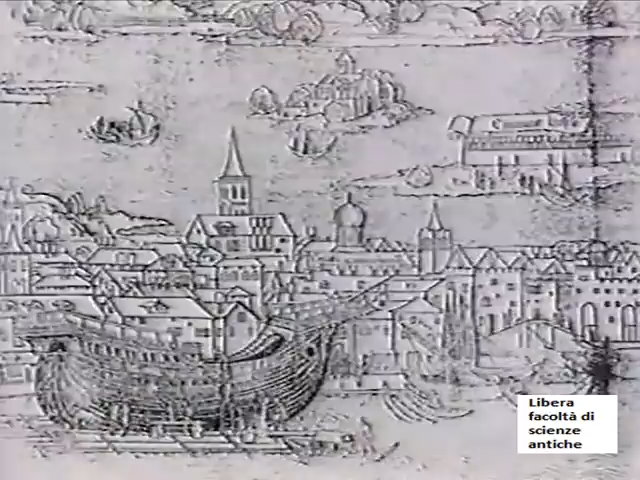 Libera
facoltà di
scienze
antiche